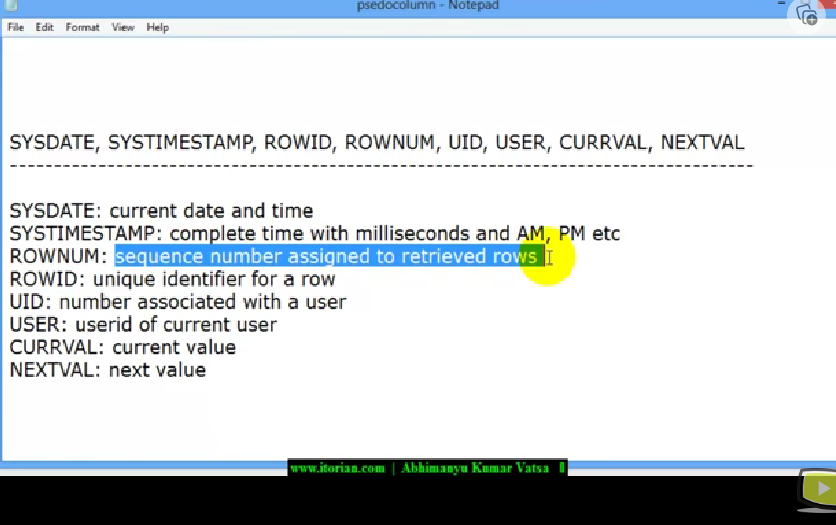 psedocolumn - Notepad
File Edit Format View Help
SYSDATE, SYSTIMESTAMP, ROWID, ROWNUM, UID, USER, CURRVAL, NEXTVAL
--------------------------------------------------------------------------------
SYSDATE: current date and time
SYSTIMESTAMP: complete time with milliseconds and AM, PM etc
ROWNUM: sequence number assigned to retrieved rows
ROWID: unique identifier for a row
UID: number associated with a user
USER: userid of current user
CURRVAL: current value
NEXTVAL: next value
www.itorian.com | Abhimanyu Kumar Vatsa